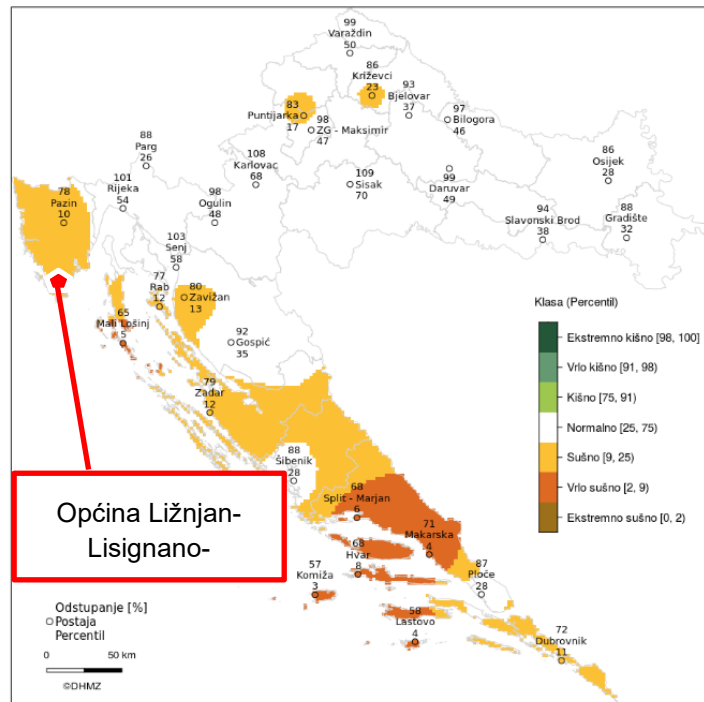 99
Varaždin
50
86
Križevci
23
93
Bjelovar
37
83
Puntijarka
17
98
ZG - Maksimir
47
97
Bilogora
46
88
Parg
26
108
Karlovac
68
109
Sisak
70
99
Daruvar
49
86
Osijek
28
101
Rijeka
54
98
Ogulin
48
94
Slavonski Brod
38
88
Gradište
32
78
Pazin
10
103
Senj
58
77
Rab
12
80
Zavižan
13
65
Mali Lošinj
5
92
Gospić
35
79
Zadar
12
88
Šibenik
28
68
Split - Marjan
6
71
Makarska
4
68
Hvar
8
57
Komiža
3
87
Ploče
28
58
Lastovo
4
72
Dubrovnik
11
Klasa (Percentil)
Ekstremno kišno [98, 100]
Vrlo kišno [91, 98)
Kišno [75, 91)
Normalno [25, 75)
Sušno [9, 25)
Vrlo sušno [2, 9)
Ekstremno sušno [0, 2)
Općina Ližnjan-
Lisignano-
Odstupanje [%]
Postaja
Percentil
0 50 km
©DHMZ